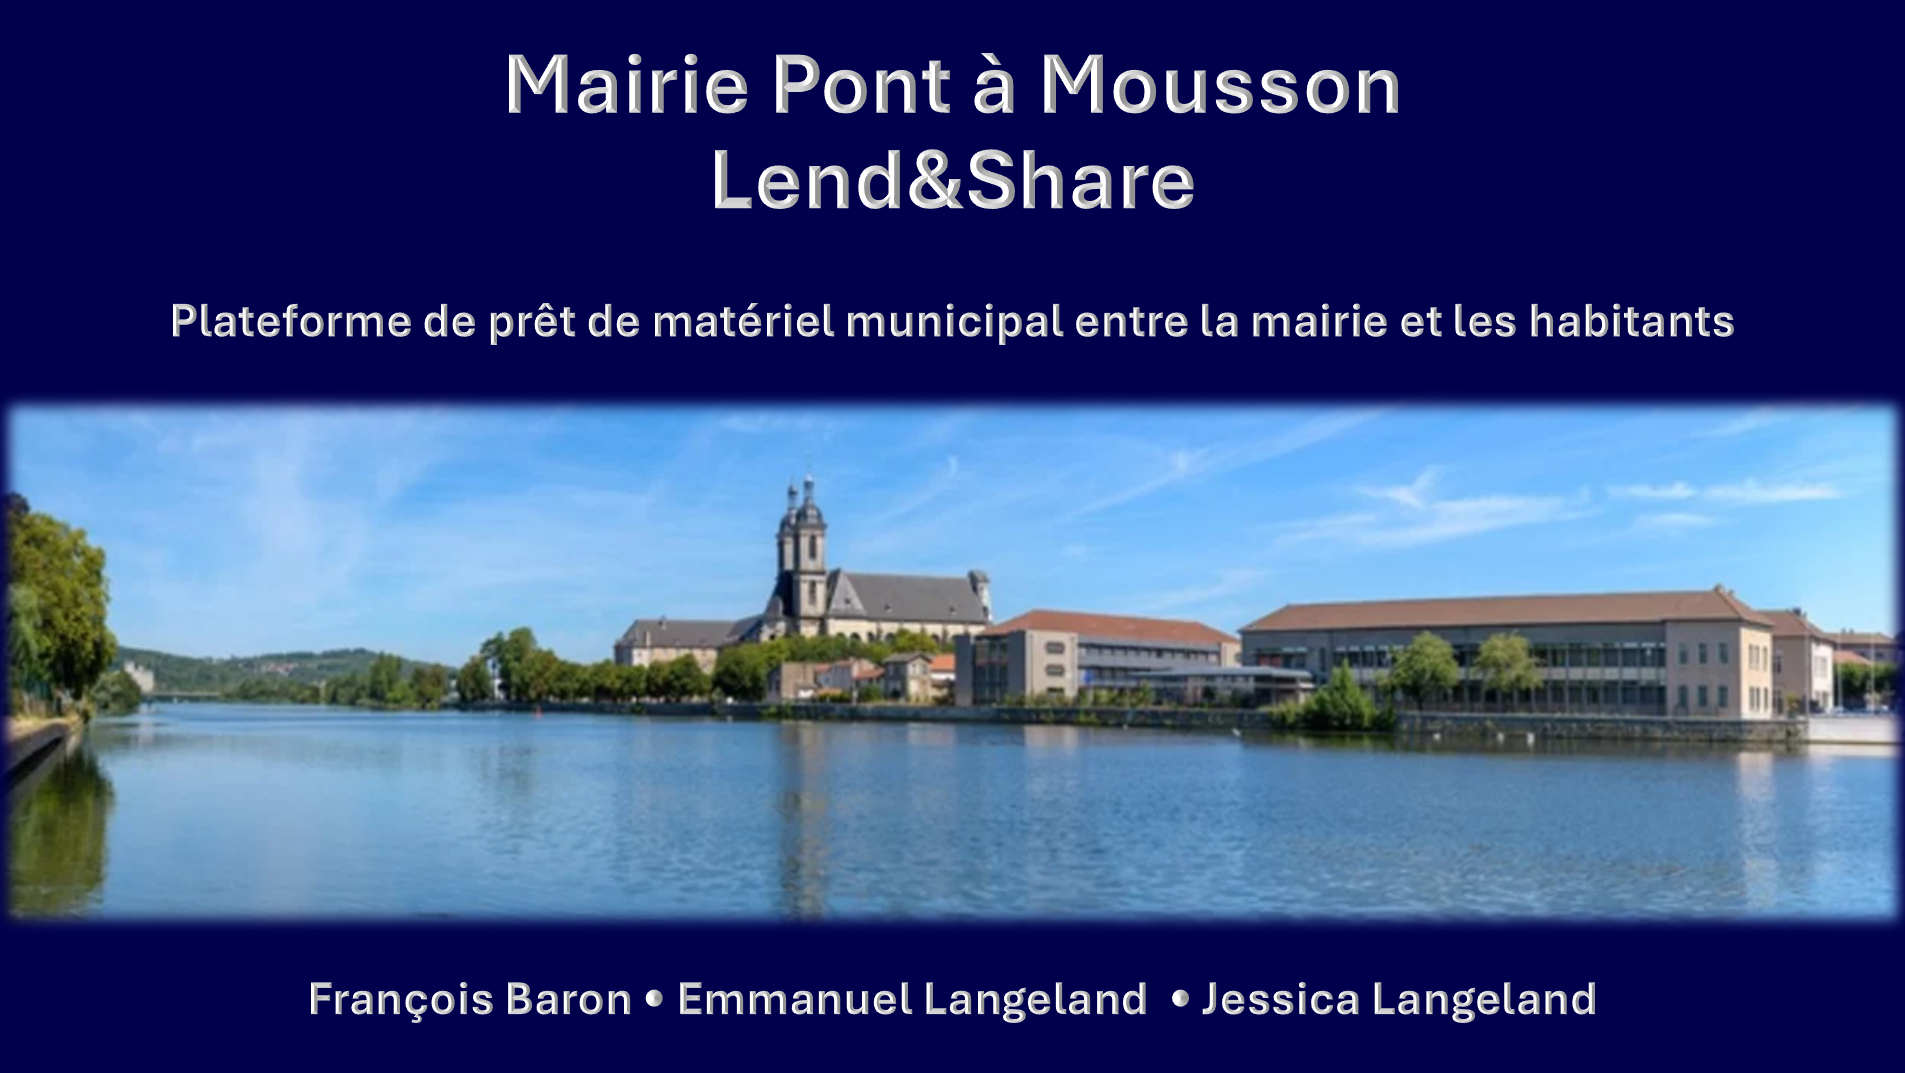 Mairie Pont à Mousson
Lend&Share
Plateforme de prêt de matériel municipal entre la mairie et les habitants
François Baron • Emmanuel Langeland • Jessica Langeland